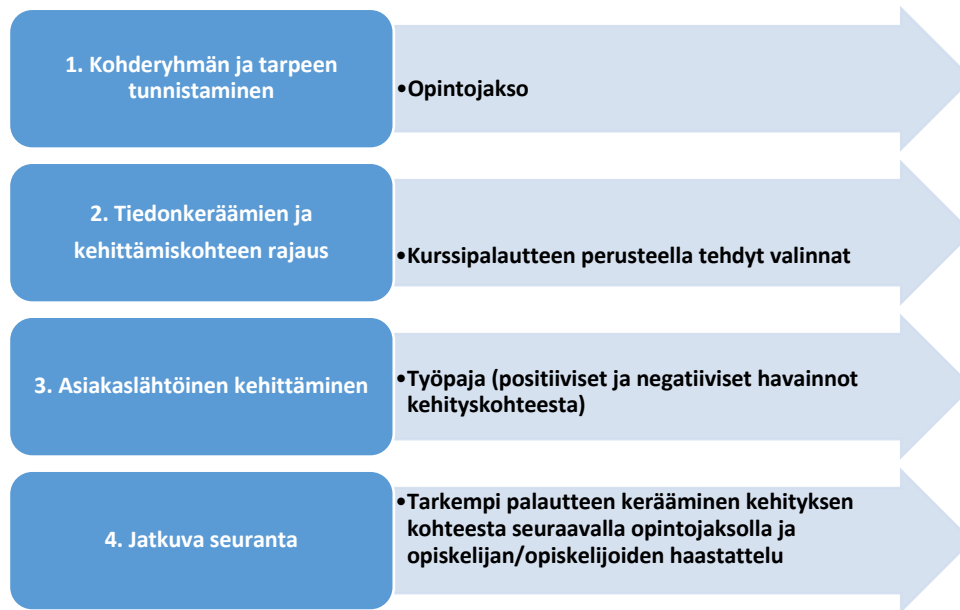 1. Kohderyhmän ja tarpeen
tunnistaminen
•Opintojakso
2. Tiedonkeräämien ja
kehittämiskohteen rajaus
•Kurssipalautteen perusteella tehdyt valinnat
3. Asiakaslähtöinen kehittäminen
•Työpaja (positiiviset ja negatiiviset havainnot
kehityskohteesta)
4. Jatkuva seuranta
•Tarkempi palautteen kerääminen kehityksen
kohteesta seuraavalla opintojaksolla ja
opiskelijan/opiskelijoiden haastattelu